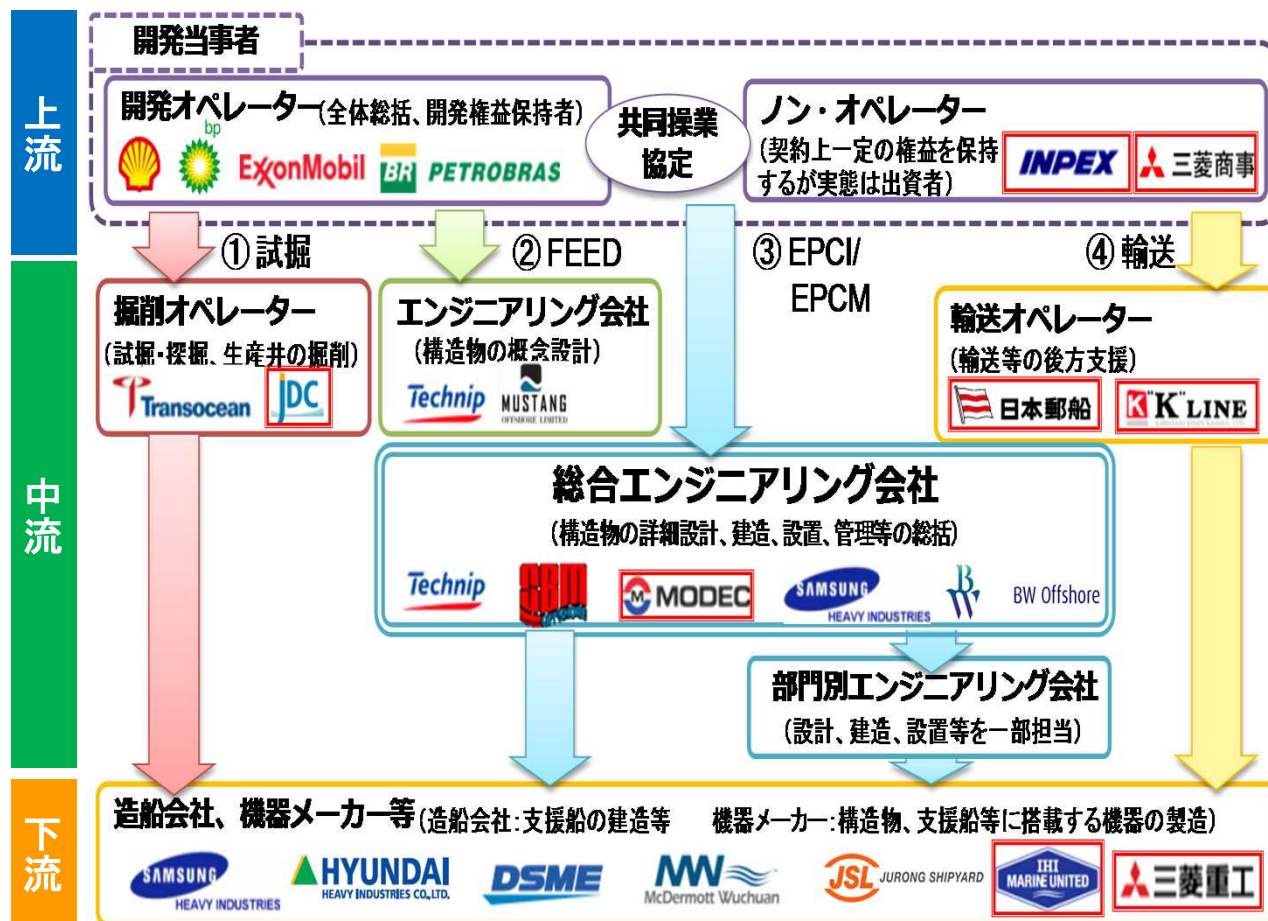 上流
開発当事者
開発オペレーター(全体総括、開発権益保持者)
bp
ExxonMobil
BR PETROBRAS
共同操業
協定
ノン・オペレーター
(契約上一定の権益を保持
するが実態は出資者)
INPEX
三菱商事
①試掘
②FEED
③EPCI/
EPCM
④輸送
中流
掘削オペレーター
(試掘・探掘、生産井の掘削)
Transocean
JDC
エンジニアリング会社
(構造物の概念設計)
Technip
MUSTANG
OFFSHORE LIMITED
輸送オペレーター
(輸送等の後方支援)
日本郵船
K "K" LINE
総合エンジニアリング会社
(構造物の詳細設計、建造、設置、管理等の総括)
Technip
SBM
OFFSHORE
M MODEC
SAMSUNG
HEAVY INDUSTRIES
BW
BW Offshore
部門別エンジニアリング会社
(設計、建造、設置等を一部担当)
下流
造船会社、機器メーカー等(造船会社:支援船の建造等 機器メーカー:構造物、支援船等に搭載する機器の製造)
SAMSUNG
HEAVY INDUSTRIES
HYUNDAI
HEAVY INDUSTRIES CO.,LTD.
DSME
McDermott Wuchuan
JSL JURONG SHIPYARD
IHI
MARINE UNITED
三菱重工